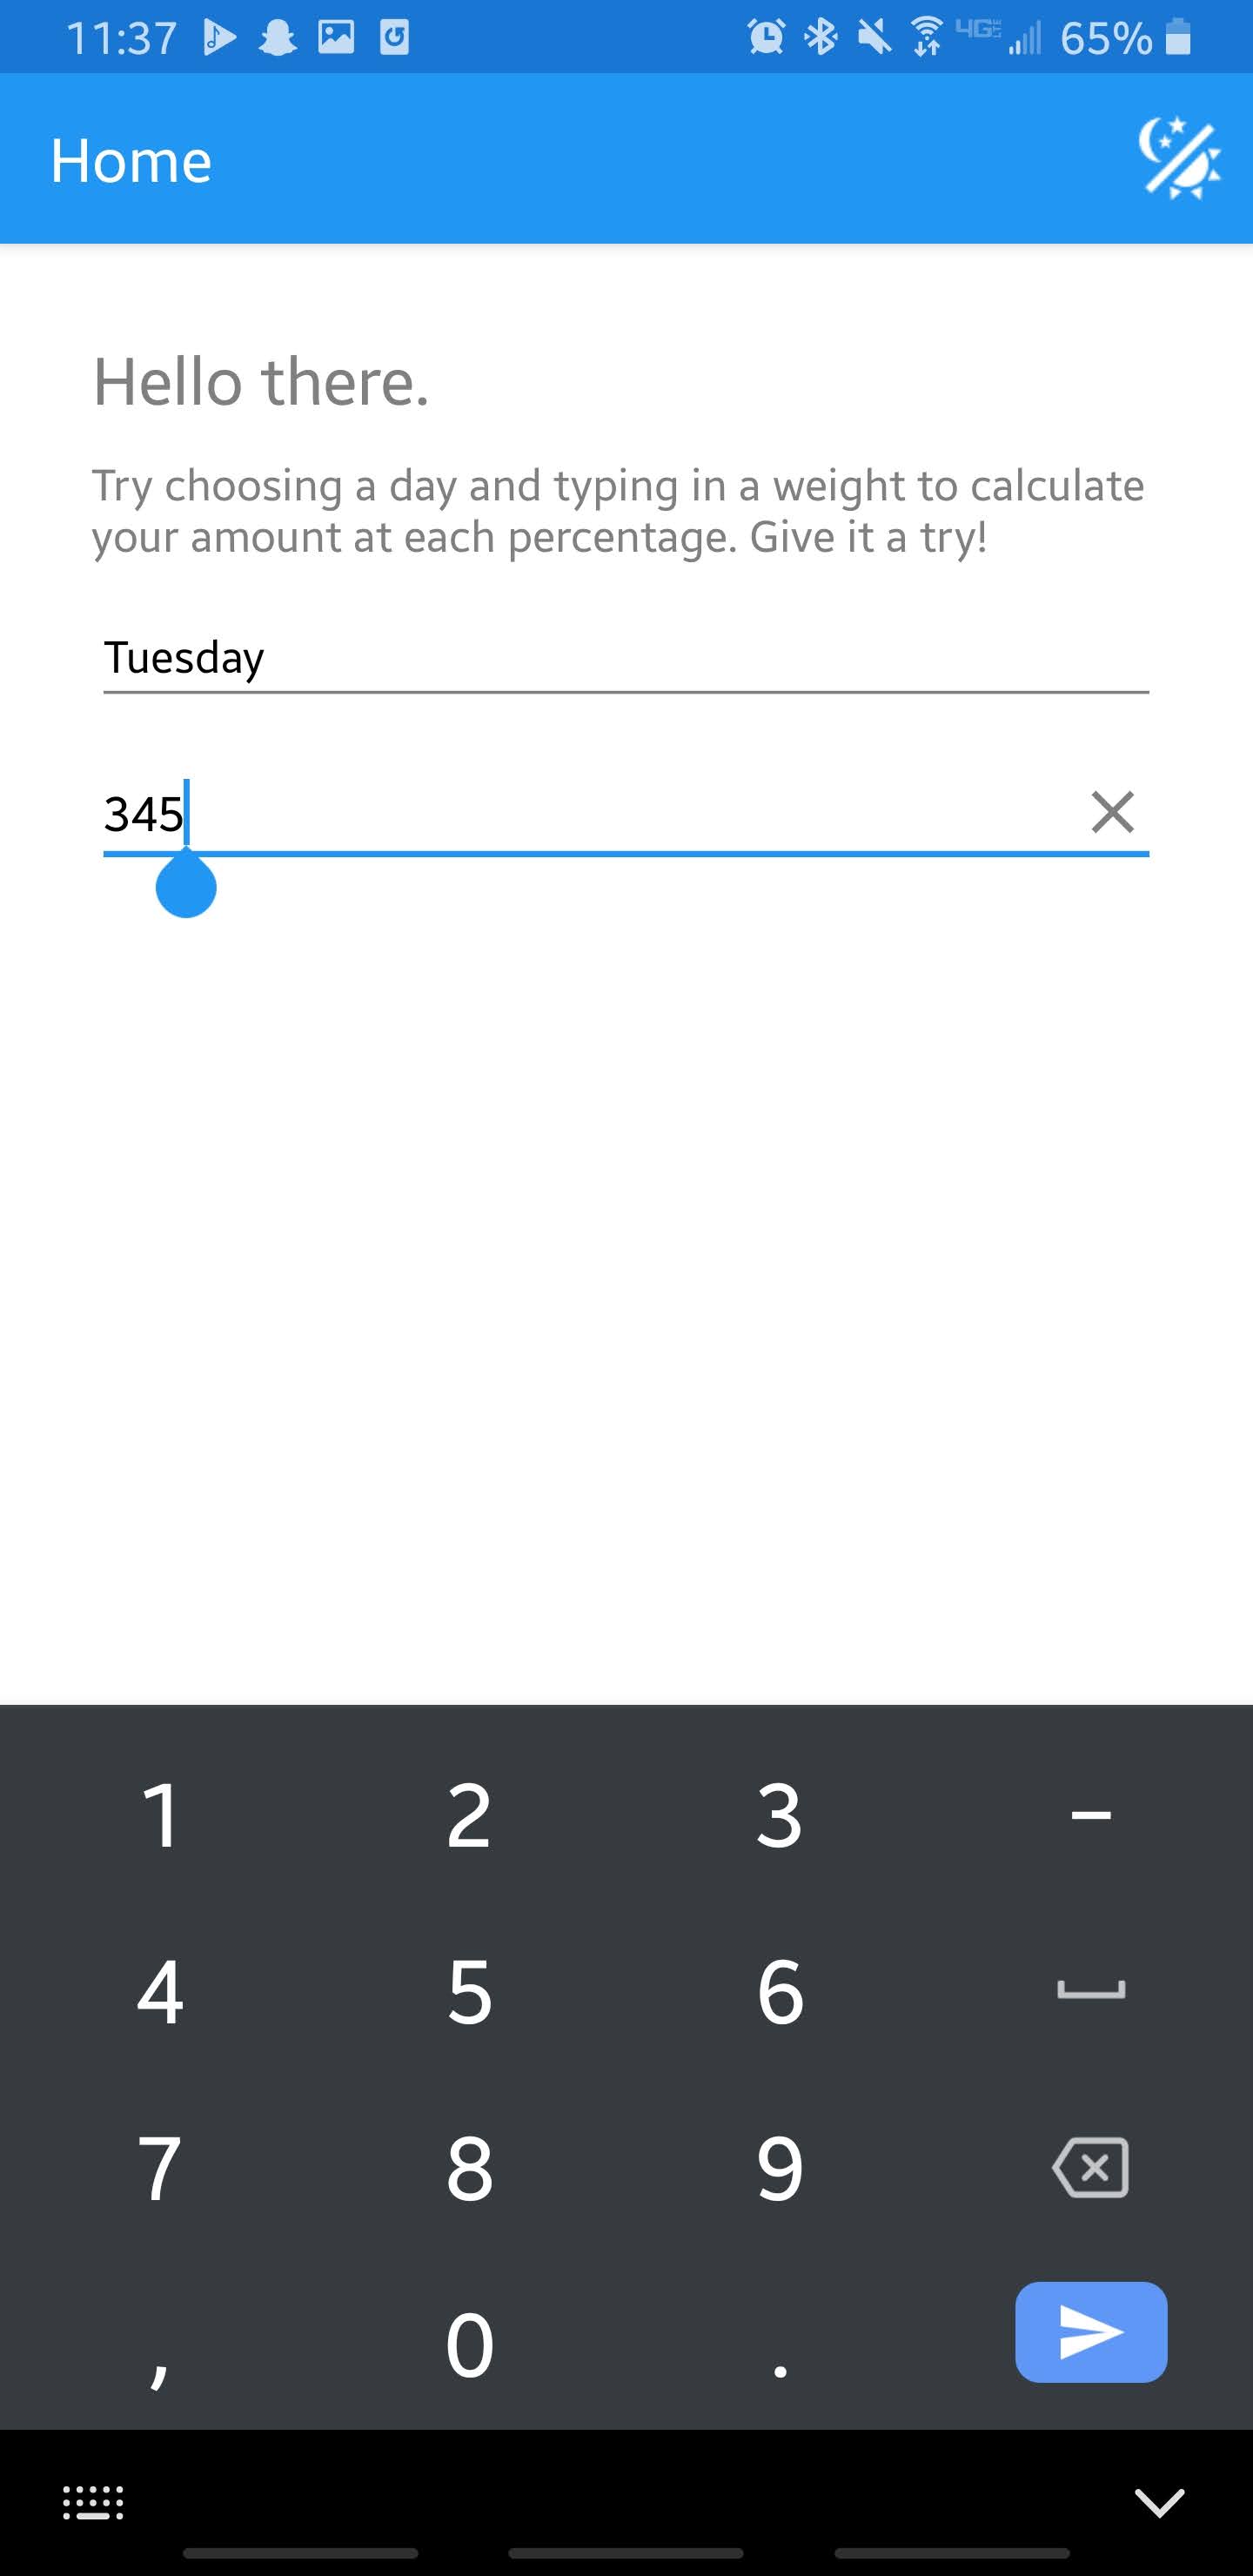 11:37 4G LTE 65%
Home
Hello there.
Try choosing a day and typing in a weight to calculate
your amount at each percentage. Give it a try!
Tuesday
345
1 2 3 –
4 5 6
7 8 9
, 0 .